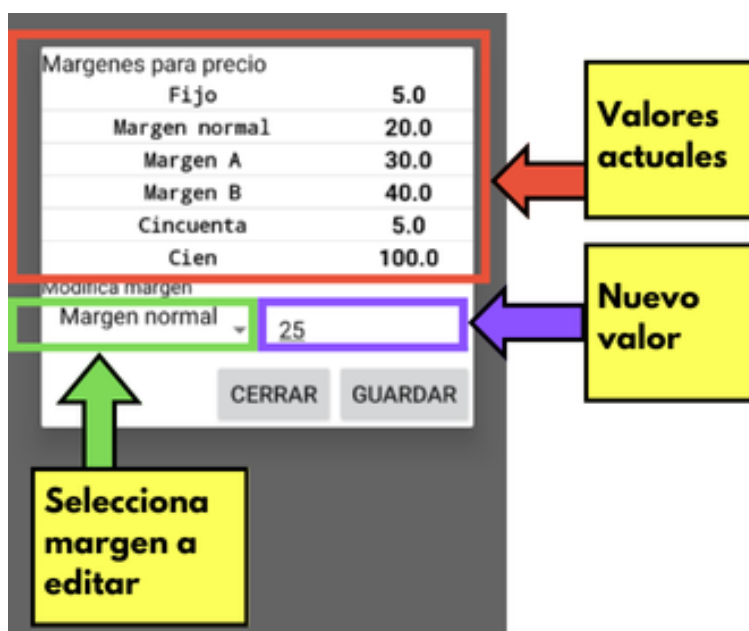 Margenes para precio
Fijo 5.0
Margen normal 20.0
Margen A 30.0
Margen B 40.0
Cincuenta 5.0
Cien 100.0
Modifica margen
Margen normal 25
CERRAR GUARDAR
Valores
actuales
Nuevo
valor
Selecciona
margen a
editar